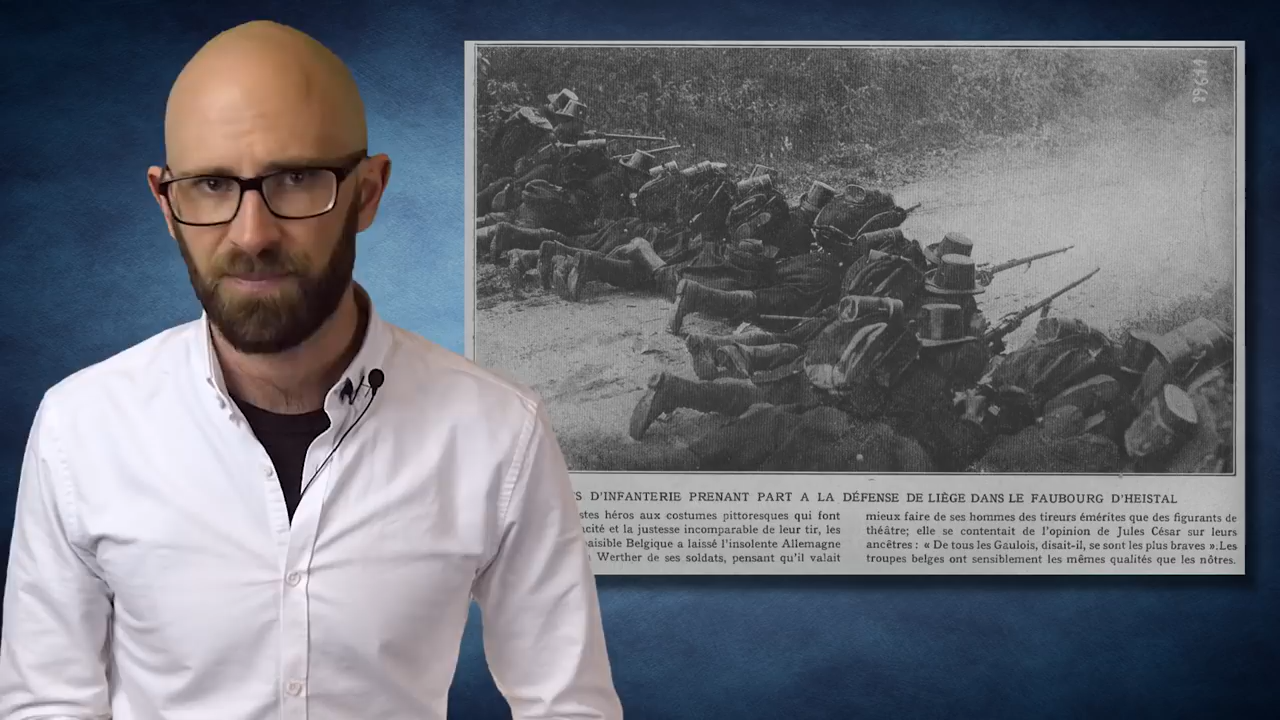 89611
S D'INFANTERIE PRENANT PART A LA DÉFENSE DE LIÉGE DANS LE FAUBOURG D'HEISTAL
stes héros aux costumes pittoresques qui font
cité et la justesse incomparable de leur tir, les
aisible Belgique a laissé l'insolente Allemagne
Werther de ses soldats, pensant qu'il valait
mieux faire de ses hommes des tireurs émérites que des figurants de
théâtre; elle se contentait de l'opinion de Jules César sur leurs
ancêtres : « De tous les Gaulois, disait-il, se sont les plus braves ».Les
troupes belges ont sensiblement les mêmes qualités que les nôtres.